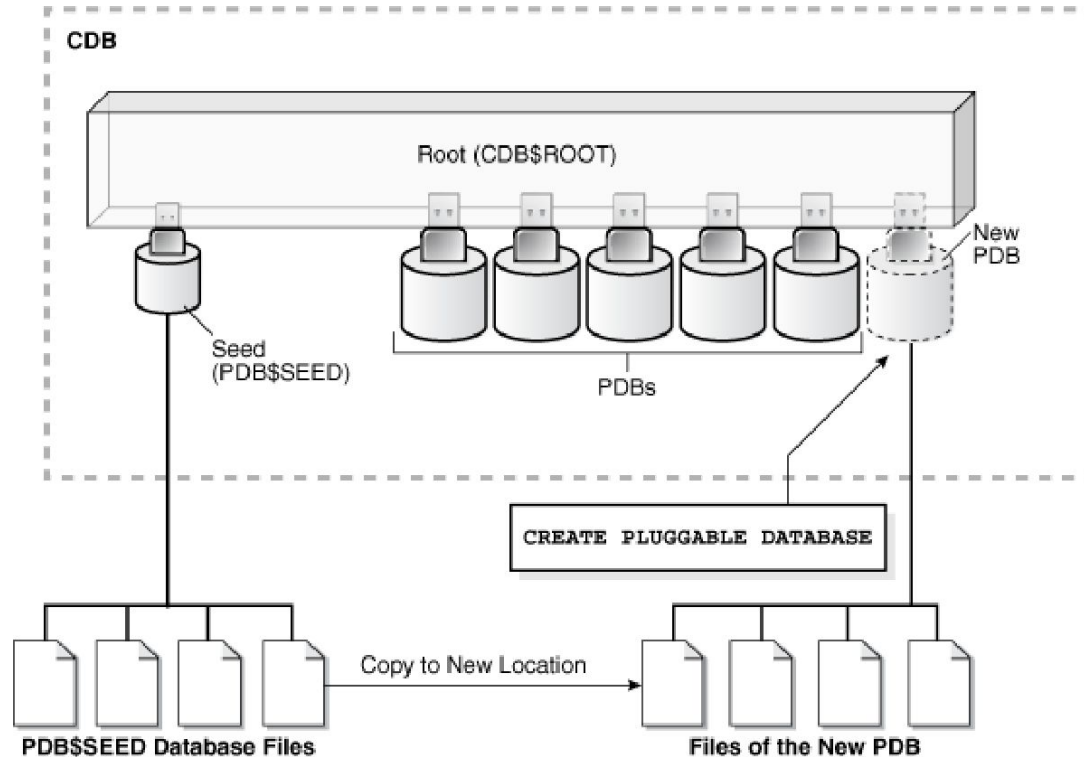 CDB
Root (CDB$ROOT)
New
PDB
Seed
(PDB$SEED)
PDBs
CREATE PLUGGABLE DATABASE
Copy to New Location
PDB$SEED Database Files
Files of the New PDB